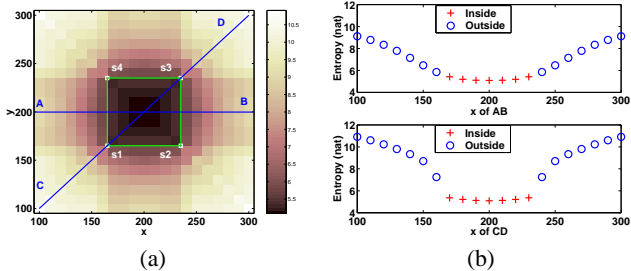 300
250
200
150
100
y
100 150 200 250 300
x
A
B
C
D
s4 s3
s1 s2
10.5
10
9.5
9
8.5
8
7.5
7
6.5
6
5.5
(a)
Entropy (nat)
12
10
8
6
4
Inside
Outside
100 150 200 250 300
x of AB
Entropy (nat)
12
10
8
6
4
Inside
Outside
100 150 200 250 300
x of CD
(b)